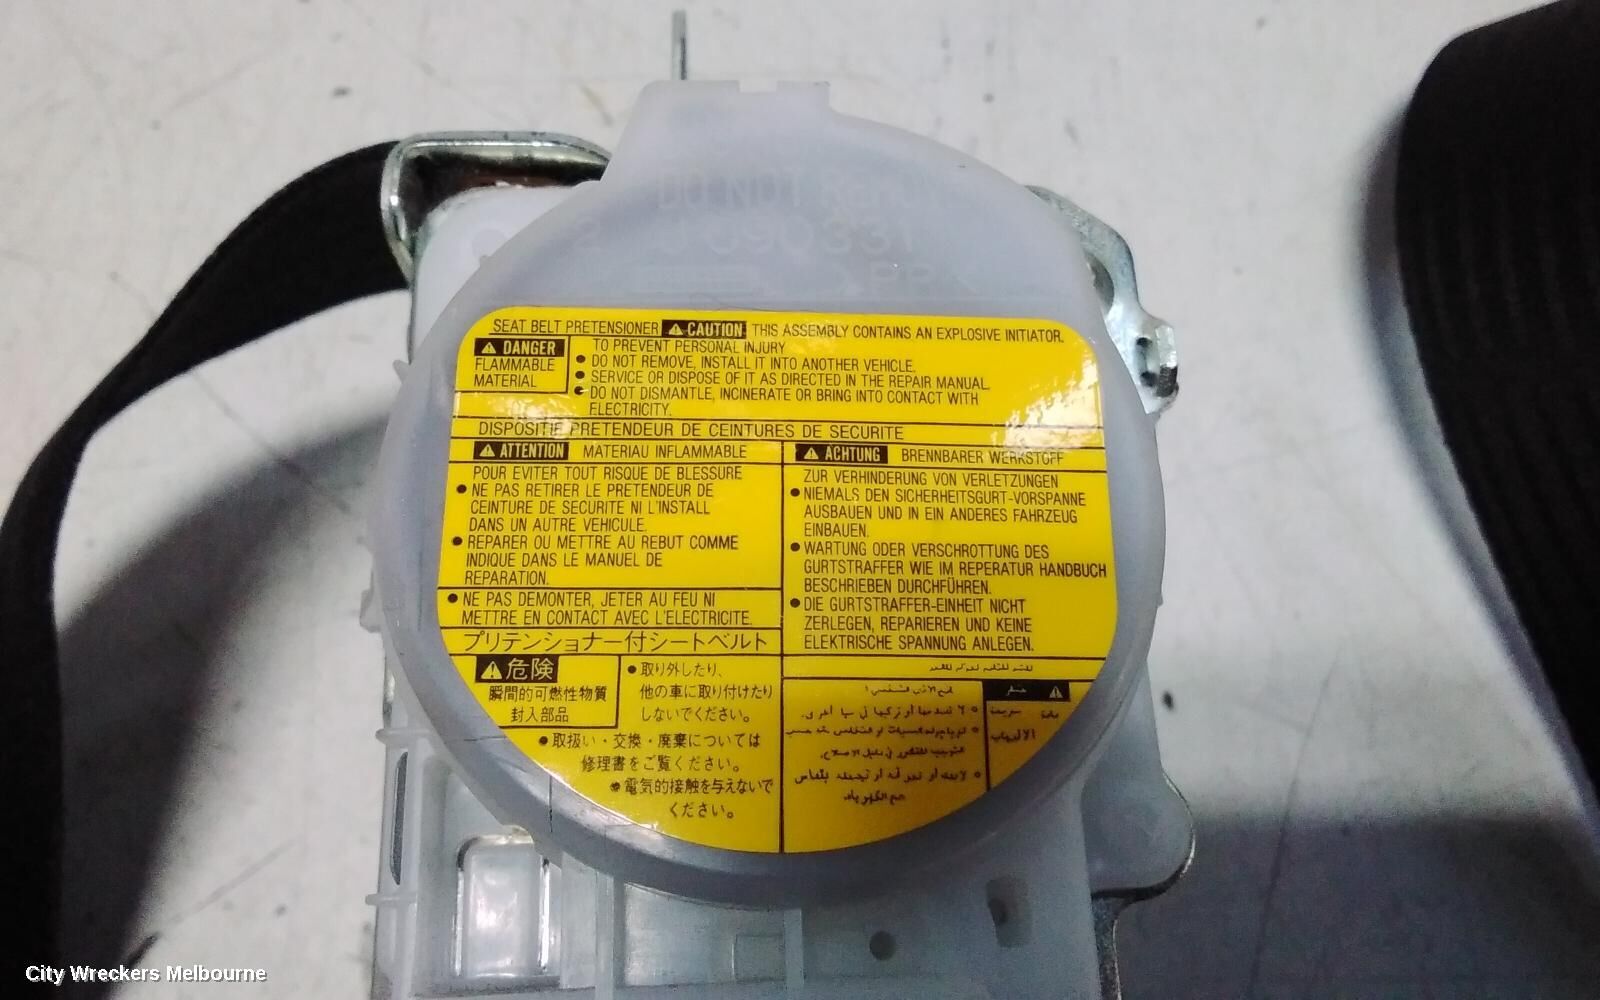 DO NOT Remov
J090331
SEAT BELT PRETENSIONER CAUTION THIS ASSEMBLY CONTAINS AN EXPLOSIVE INITIATOR.
DANGER
FLAMMABLE
MATERIAL
TO PREVENT PERSONAL INJURY
● DO NOT REMOVE, INSTALL IT INTO ANOTHER VEHICLE.
● SERVICE OR DISPOSE OF IT AS DIRECTED IN THE REPAIR MANUAL.
● DO NOT DISMANTLE, INCINERATE OR BRING INTO CONTACT WITH
ELECTRICITY.
DISPOSITIF PRETENDEUR DE CEINTURES DE SECURITE
ATTENTION MATERIAU INFLAMMABLE
POUR EVITER TOUT RISQUE DE BLESSURE
● NE PAS RETIRER LE PRETENDEUR DE
CEINTURE DE SECURITE NI L'INSTALL
DANS UN AUTRE VEHICULE.
● REPARER OU METTRE AU REBUT COMME
INDIQUE DANS LE MANUEL DE
REPARATION.
● NE PAS DEMONTER, JETER AU FEU NI
METTRE EN CONTACT AVEC L'ELECTRICITE.
ACHTUNG BRENNBARER WERKSTOFF
ZUR VERHINDERUNG VON VERLETZUNGEN
● NIEMALS DEN SICHERHEITSGURT-VORSPANNE
AUSBAUEN UND IN EIN ANDERES FAHRZEUG
EINBAUEN.
● WARTUNG ODER VERSCHROTTUNG DES
GURTSTRAFFER WIE IM REPERATUR HANDBUCH
BESCHRIEBEN DURCHFÜHREN.
● DIE GURTSTRAFFER-EINHEIT NICHT
ZERLEGEN, REPARIEREN UND KEINE
ELEKTRISCHE SPANNUNG ANLEGEN.
プリテンショナー付シートベルト
危険
瞬間的可燃性物質
封入部品
● 取り外したり、
他の車に取り付けたり
しないでください。
● 取扱い・交換・廃棄については
修理書をご覧ください。
● 電気的接触を与えないで
ください。
خطر
مادة سريعة
الالتهاب
City Wreckers Melbourne